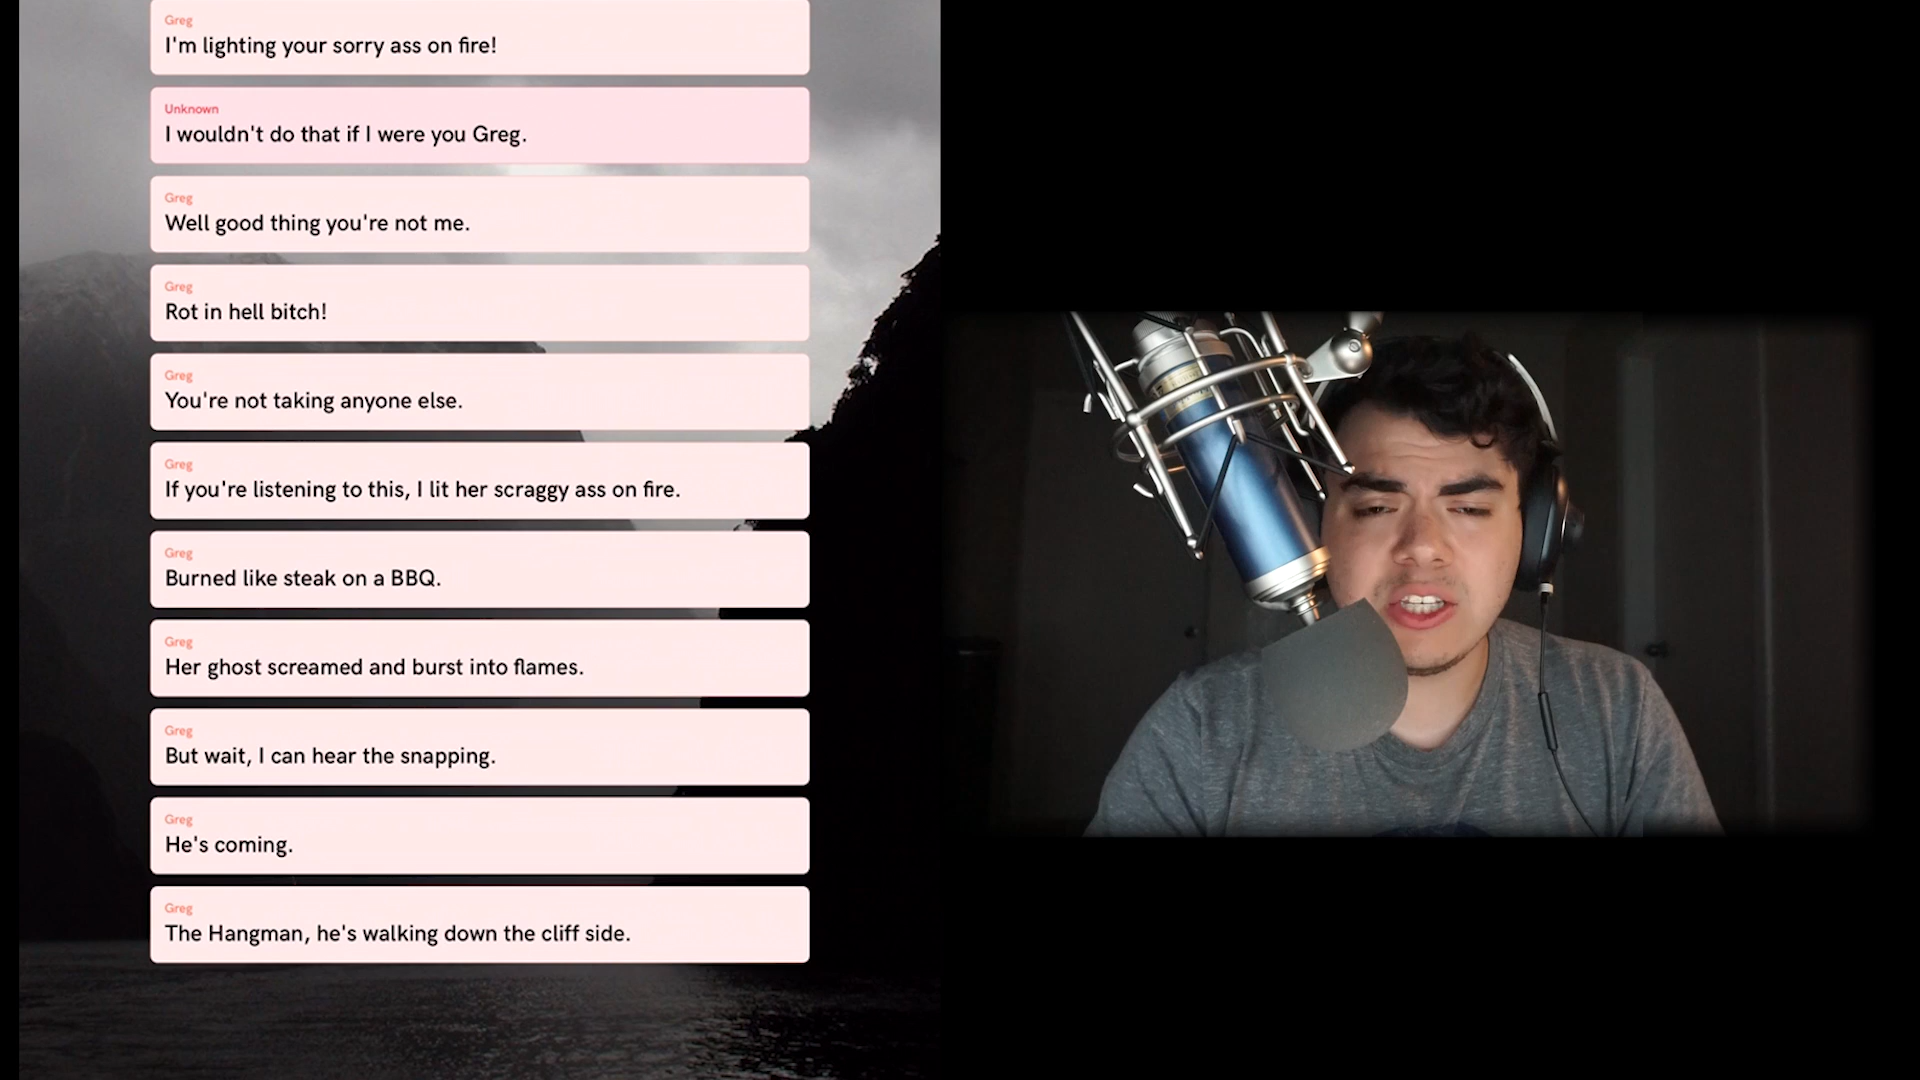 Greg
I'm lighting your sorry ass on fire!
Unknown
I wouldn't do that if I were you Greg.
Greg
Well good thing you're not me.
Greg
Rot in hell bitch!
Greg
You're not taking anyone else.
Greg
If you're listening to this, I lit her scraggy ass on fire.
Greg
Burned like steak on a BBQ.
Greg
Her ghost screamed and burst into flames.
Greg
But wait, I can hear the snapping.
Greg
He's coming.
Greg
The Hangman, he's walking down the cliff side.